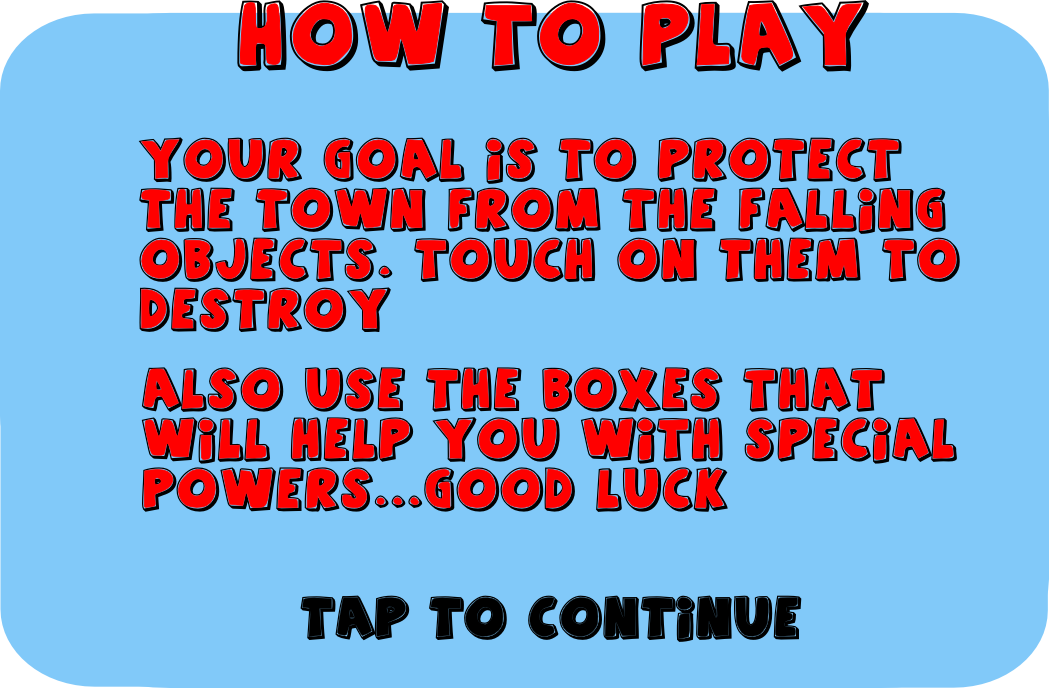 HOW TO PLAY
YOUR GOAL iS TO PROTECT
THE TOWN FROM THE FALLiNG
OBJECTS. TOUCH ON THEM TO
DESTROY
ALSO USE THE BOXES THAT
WiLL HELP YOU WiTH SPECiAL
POWERS...GOOD LUCK
TAP TO CONTiNUE